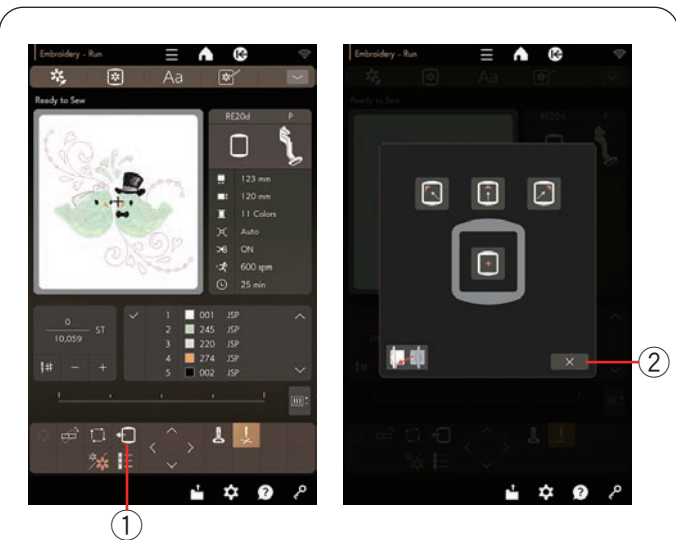 Embroidery - Run
Aa
Ready to Sew
RE20d P
123 mm
120 mm
11 Colors
Auto
ON
600 spm
25 min
0
10,059
ST
# - +
1 001 JSP
2 245 JSP
3 220 JSP
4 274 JSP
5 002 JSP
1
Embroidery - Run
Aa
Ready to Sew
RE20d P
2